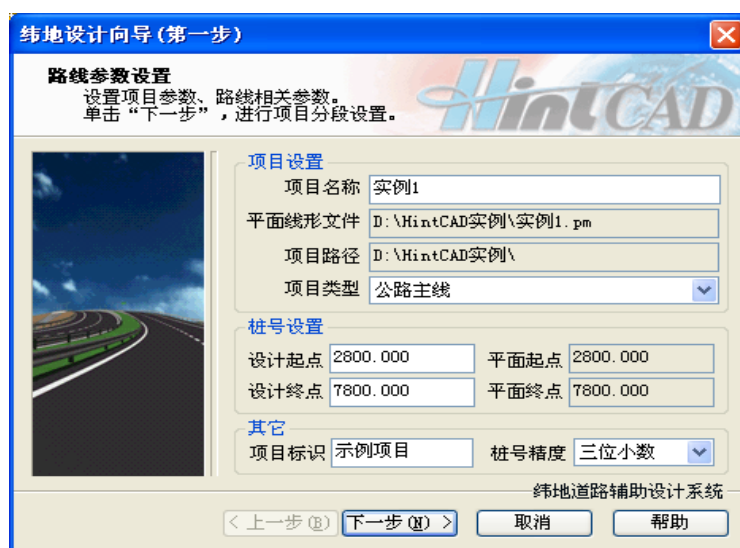 纬地设计向导(第一步)
路线参数设置
设置项目参数、路线相关参数。
单击“下一步”,进行项目分段设置。
HintCAD
项目设置
项目名称 实例1
平面线形文件 D:\HintCAD实例\实例1.pm
项目路径 D:\HintCAD实例\
项目类型 公路主线
桩号设置
设计起点 2800.000 平面起点 2800.000
设计终点 7800.000 平面终点 7800.000
其它
项目标识 示例项目 桩号精度 三位小数
纬地道路辅助设计系统
< 上一步(B) 下一步(N) > 取消 帮助